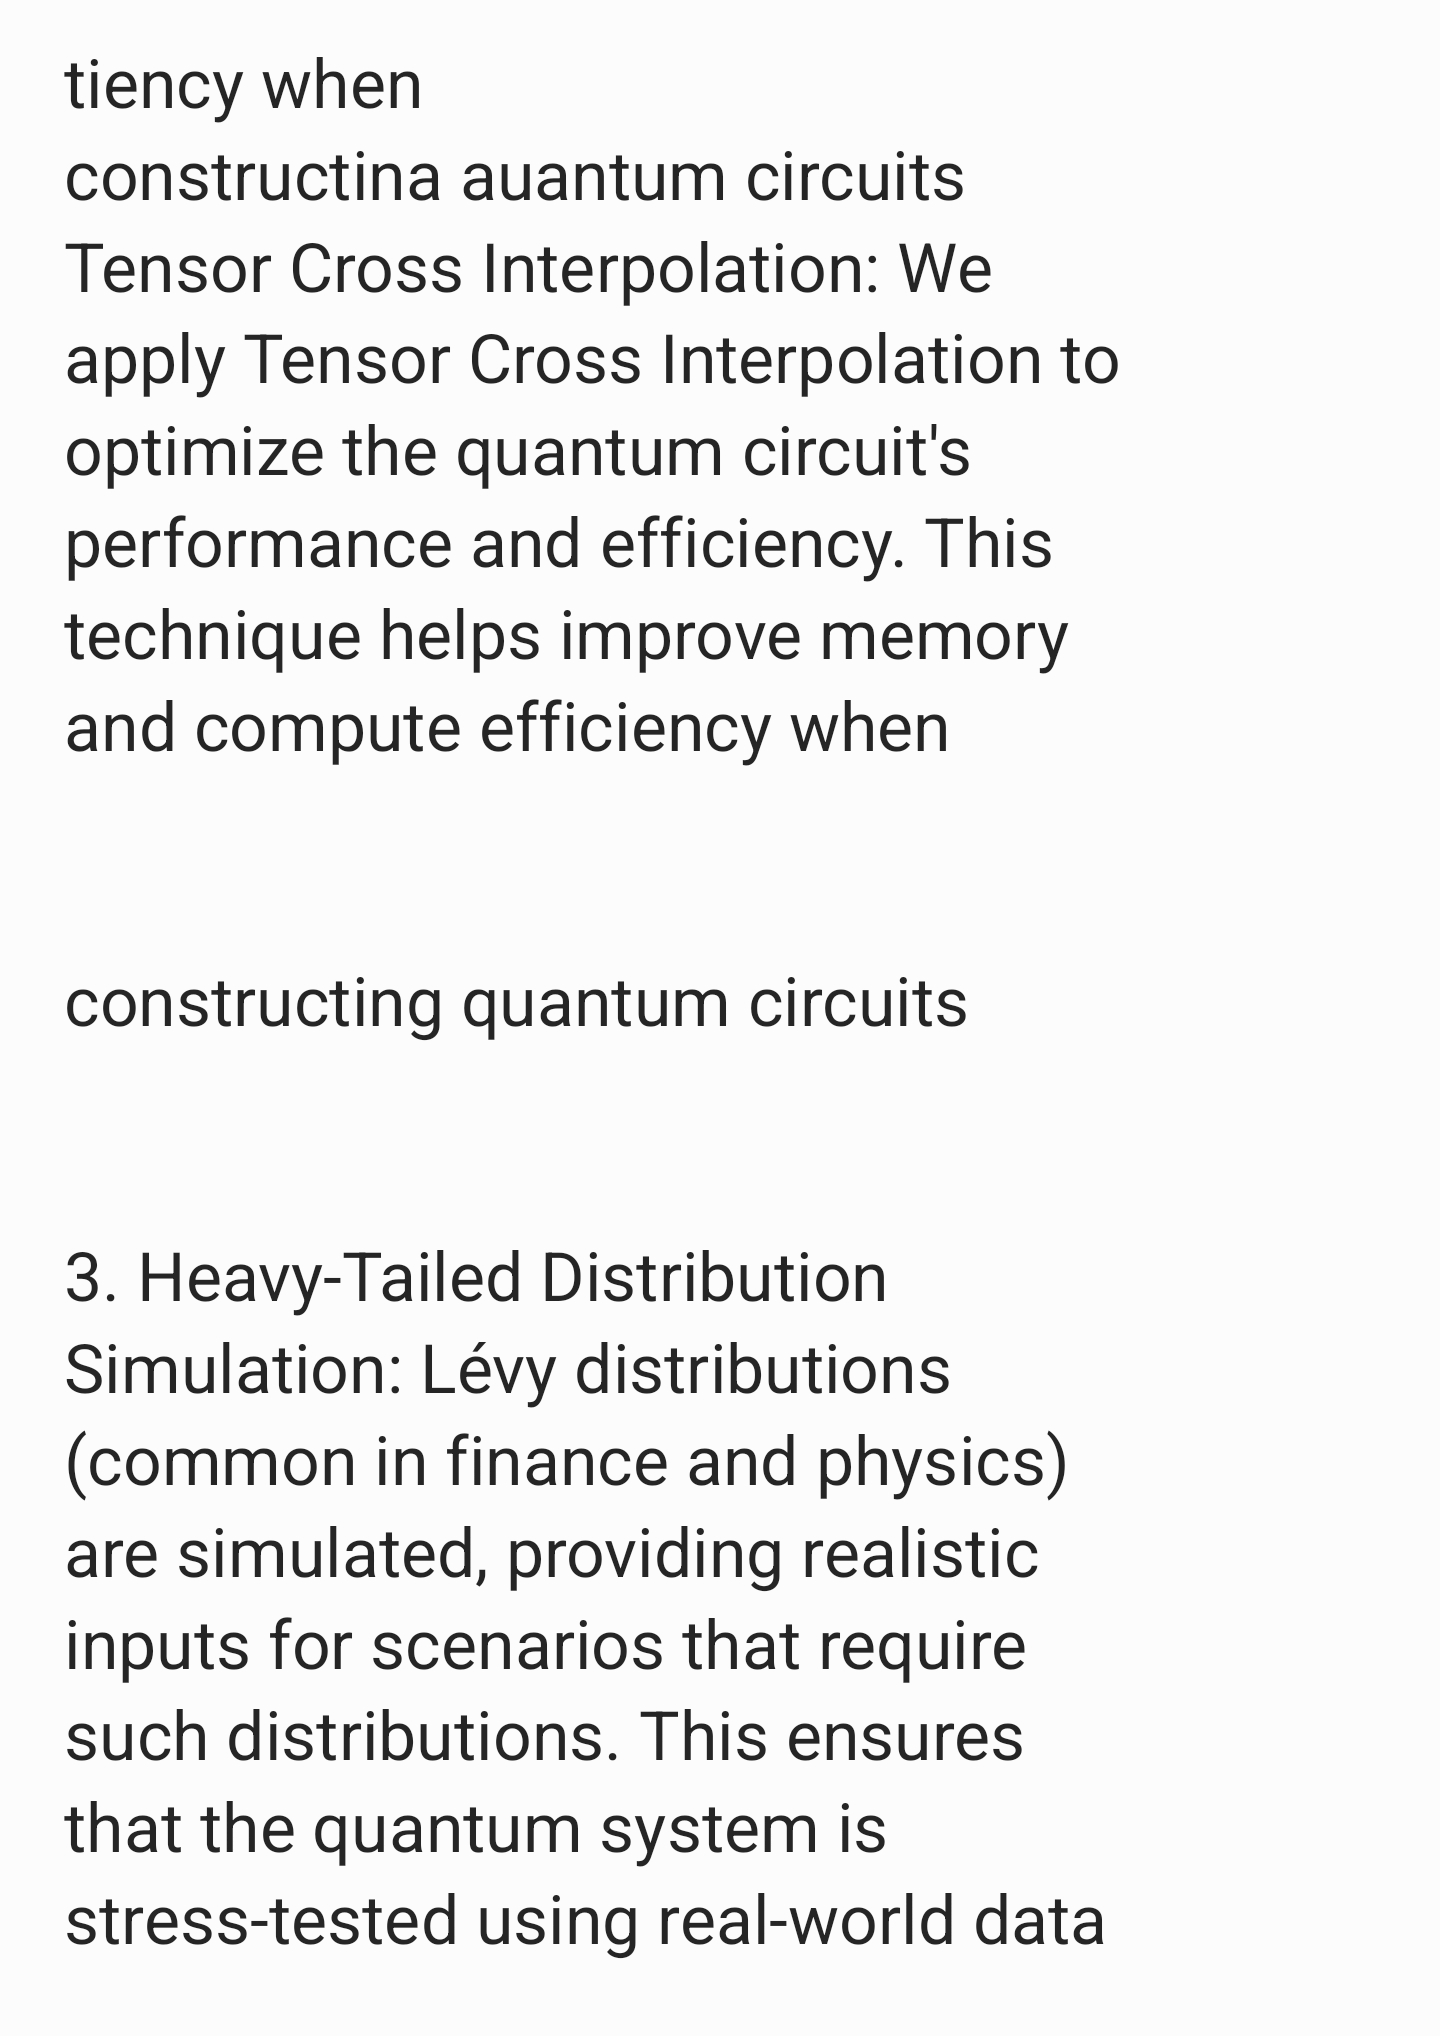 tiency when
constructina auantum circuits
Tensor Cross Interpolation: We
apply Tensor Cross Interpolation to
optimize the quantum circuit's
performance and efficiency. This
technique helps improve memory
and compute efficiency when
constructing quantum circuits
3. Heavy-Tailed Distribution
Simulation: Lévy distributions
(common in finance and physics)
are simulated, providing realistic
inputs for scenarios that require
such distributions. This ensures
that the quantum system is
stress-tested using real-world data